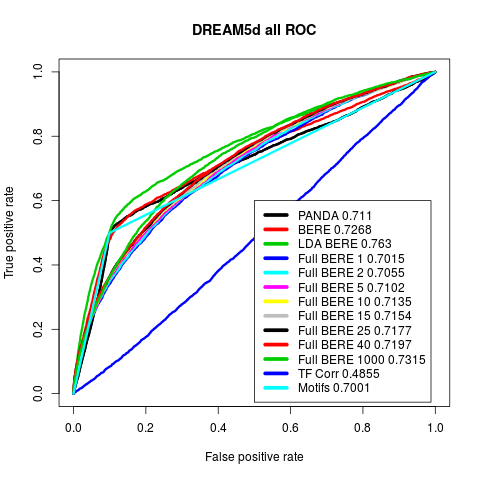 DREAM5d all ROC
True positive rate
1.0
0.8
0.6
0.4
0.2
0.0
PANDA 0.711
BERE 0.7268
LDA BERE 0.763
Full BERE 1 0.7015
Full BERE 2 0.7055
Full BERE 5 0.7102
Full BERE 10 0.7135
Full BERE 15 0.7154
Full BERE 25 0.7177
Full BERE 40 0.7197
Full BERE 1000 0.7315
TF Corr 0.4855
Motifs 0.7001
0.0 0.2 0.4 0.6 0.8 1.0
False positive rate